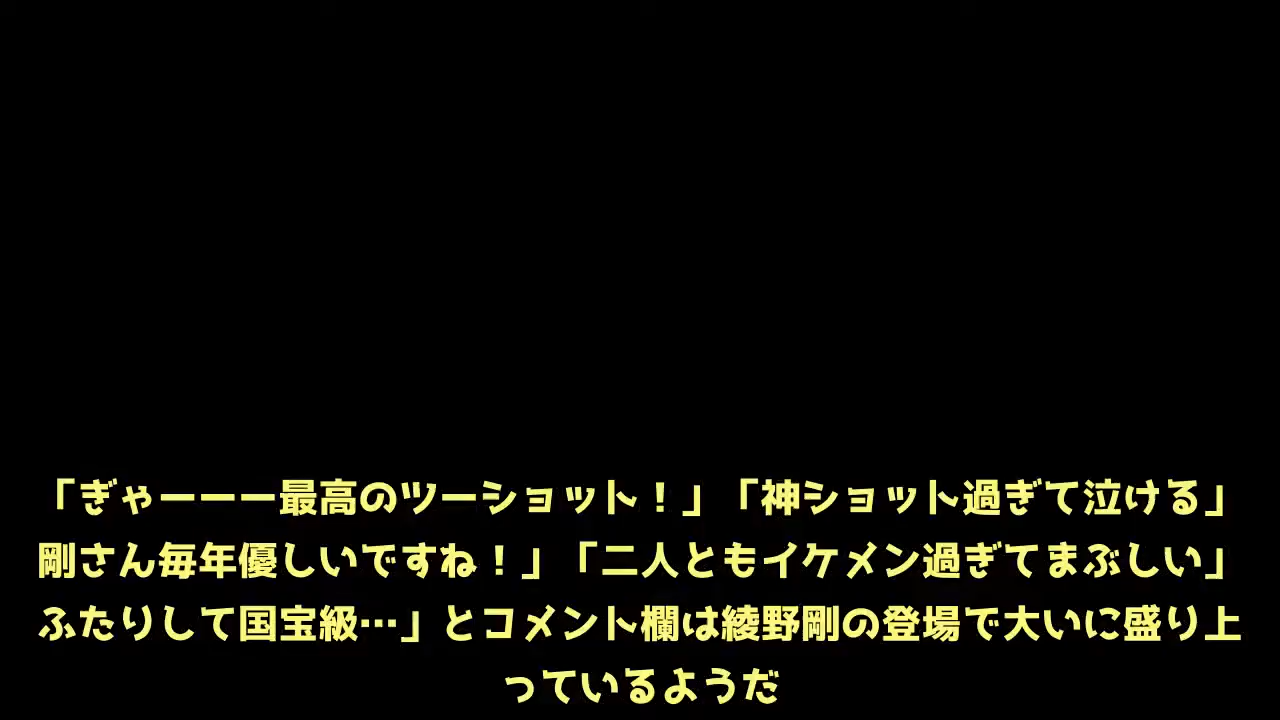 「ぎゃーーー最高のツーショット！」「神ショット過ぎて泣ける」
剛さん毎年優しいですね！」「二人ともイケメン過ぎてまぶしい」
ふたりして国宝級…」とコメント欄は綾野剛の登場で大いに盛り上
っているようだ